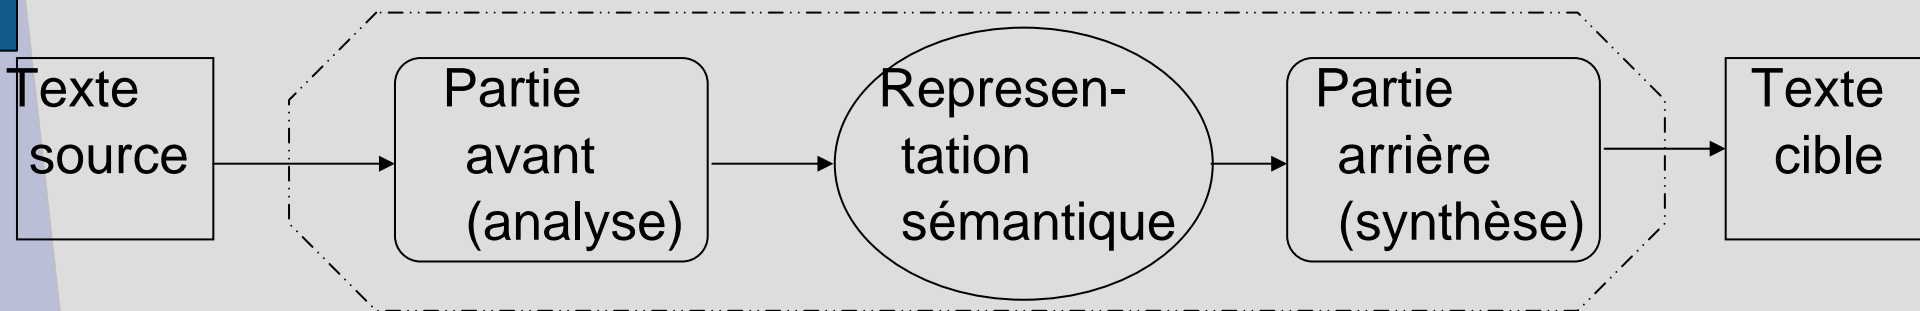 Texte
source
Partie
avant
(analyse)
Represen-
tation
sémantique
Partie
arrière
(synthèse)
Texte
cible